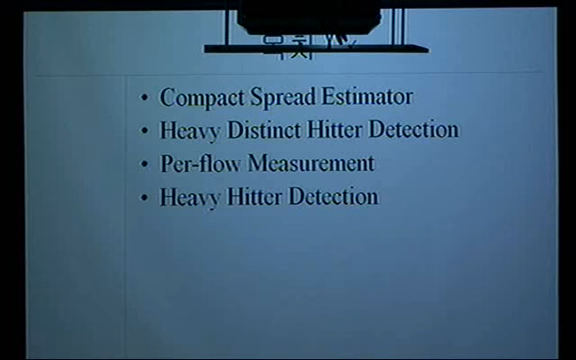 • Compact Spread Estimator
• Heavy Distinct Hitter Detection
• Per-flow Measurement
• Heavy Hitter Detection